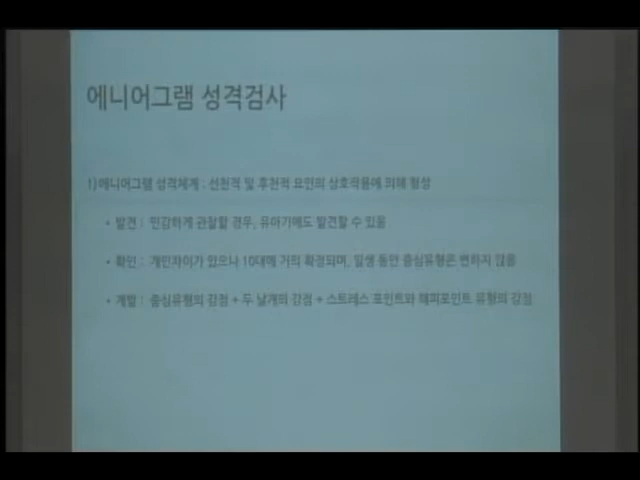 에니어그램 성격검사
1) 에니어그램 성격체계 : 선천적 및 후천적 요인의 상호작용에 의해 형성
• 발견 : 민감하게 관찰할 경우, 유아기에도 발견할 수 있음
• 확인 : 개인차이가 있으나 10대에 거의 확정되며, 일생 동안 중심유형은 변하지 않음
• 개발 : 중심유형의 강점 + 두 날개의 강점 + 스트레스 포인트와 해피포인트 유형의 강점